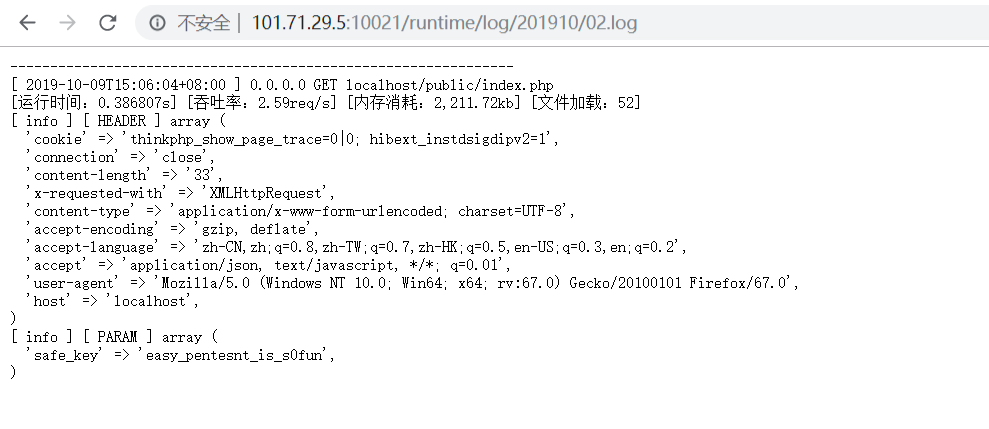 不安全 | 101.71.29.5:10021/runtime/log/201910/02.log
---------------------------------------------------------------
[ 2019-10-09T15:06:04+08:00 ] 0.0.0.0 GET localhost/public/index.php
[运行时间：0.386807s] [吞吐率：2.59req/s] [内存消耗：2,211.72kb] [文件加载：52]
[ info ] [ HEADER ] array (
  'cookie' => 'thinkphp_show_page_trace=0|0; hibext_instdsigdipv2=1',
  'connection' => 'close',
  'content-length' => '33',
  'x-requested-with' => 'XMLHttpRequest',
  'content-type' => 'application/x-www-form-urlencoded; charset=UTF-8',
  'accept-encoding' => 'gzip, deflate',
  'accept-language' => 'zh-CN,zh;q=0.8,zh-TW;q=0.7,zh-HK;q=0.5,en-US;q=0.3,en;q=0.2',
  'accept' => 'application/json, text/javascript, */*; q=0.01',
  'user-agent' => 'Mozilla/5.0 (Windows NT 10.0; Win64; x64; rv:67.0) Gecko/20100101 Firefox/67.0',
  'host' => 'localhost',
)
[ info ] [ PARAM ] array (
  'safe_key' => 'easy_pentesnt_is_s0fun',
)